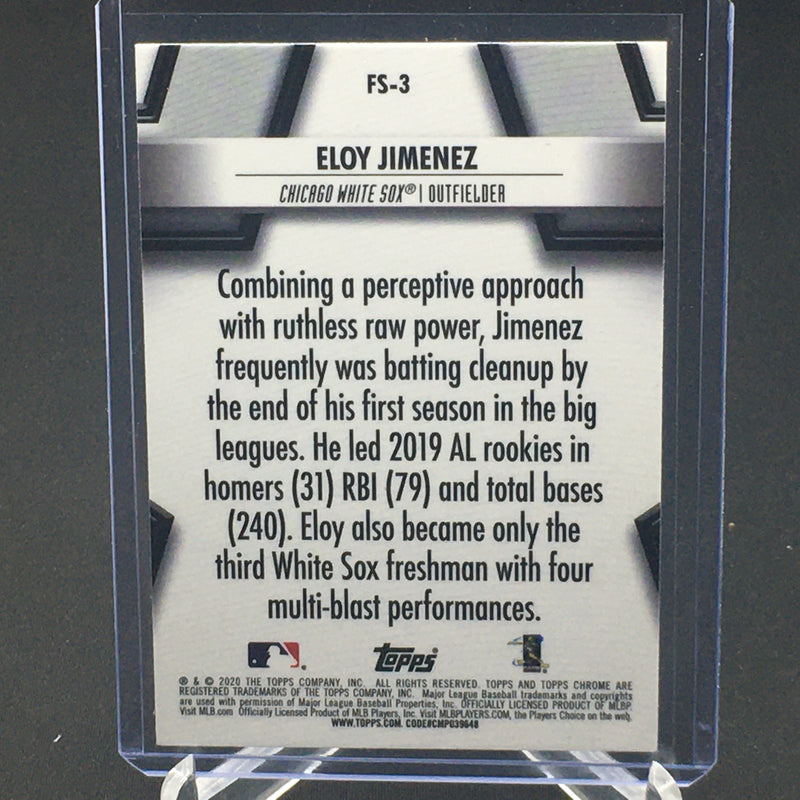 FS-3
ELOY JIMENEZ
CHICAGO WHITE SOX® | OUTFIELDER
Combining a perceptive approach
with ruthless raw power, Jimenez
frequently was batting cleanup by
the end of his first season in the big
leagues. He led 2019 AL rookies in
homers (31) RBI (79) and total bases
(240). Eloy also became only the
third White Sox freshman with four
multi-blast performances.
Topps
® & © 2020 THE TOPPS COMPANY, INC. ALL RIGHTS RESERVED. TOPPS AND TOPPS CHROME ARE
REGISTERED TRADEMARKS OF THE TOPPS COMPANY, INC. Major League Baseball trademarks and copyrights
are used with permission of Major League Baseball Properties, Inc. OFFICIALLY LICENSED PRODUCT OF MLBP.
Visit MLB.com Officially Licensed Product of MLB Players, Inc. Visit MLBPLAYERS.COM, the Players Choice on the web.
WWW.TOPPS.COM. CODE#CMP039648